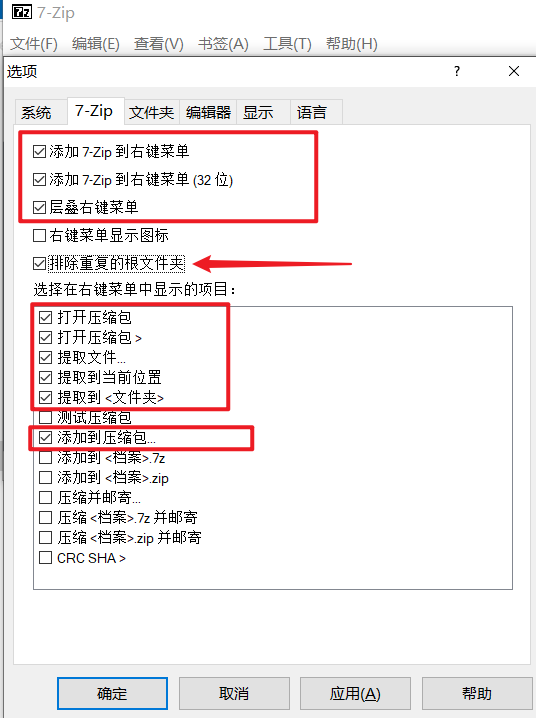 7z 7-Zip
文件(F) 编辑(E) 查看(V) 书签(A) 工具(T) 帮助(H)
选项 ?
系统 7-Zip 文件夹 编辑器 显示 语言
添加 7-Zip 到右键菜单
添加 7-Zip 到右键菜单 (32 位)
层叠右键菜单
右键菜单显示图标
排除重复的根文件夹
选择在右键菜单中显示的项目：
打开压缩包
打开压缩包 >
提取文件...
提取到当前位置
提取到 <文件夹>
测试压缩包
添加到压缩包...
添加到 <档案>.7z
添加到 <档案>.zip
压缩并邮寄...
压缩 <档案>.7z 并邮寄
压缩 <档案>.zip 并邮寄
CRC SHA >
确定 取消 应用(A) 帮助